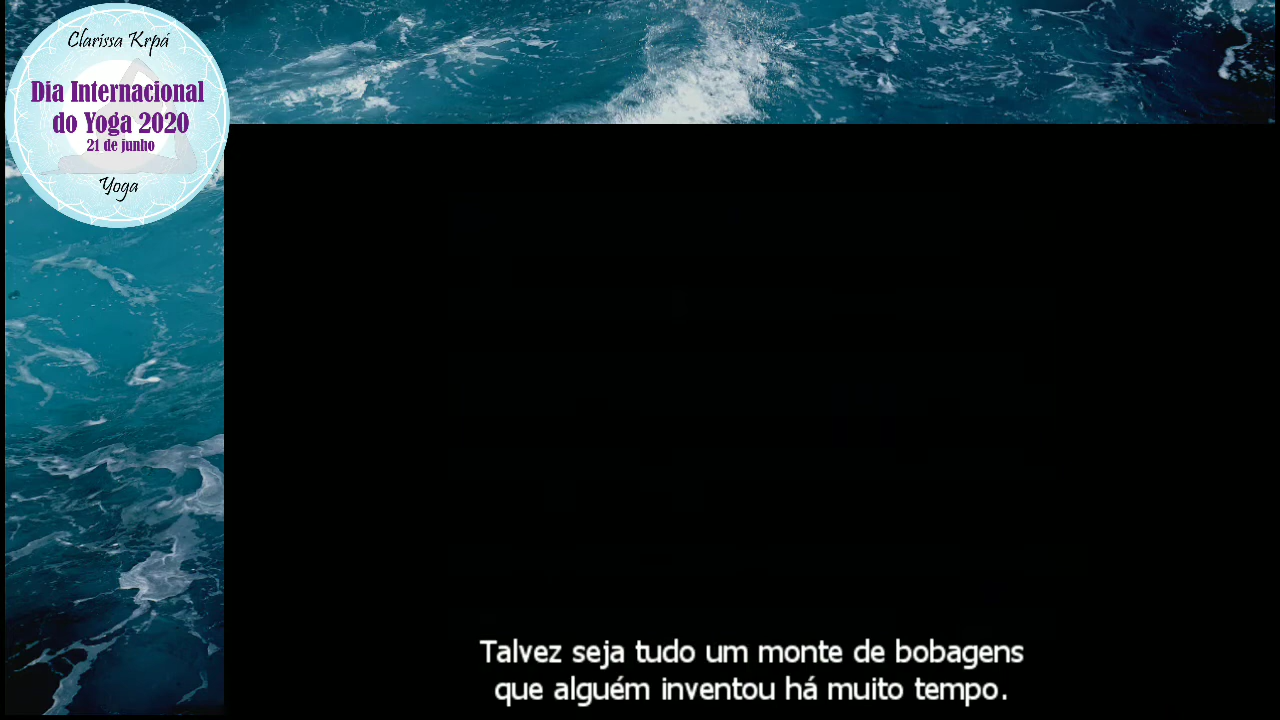 Clarissa Krpá
Dia Internacional
do Yoga 2020
21 de junho
Yoga
Talvez seja tudo um monte de bobagens
que alguém inventou há muito tempo.